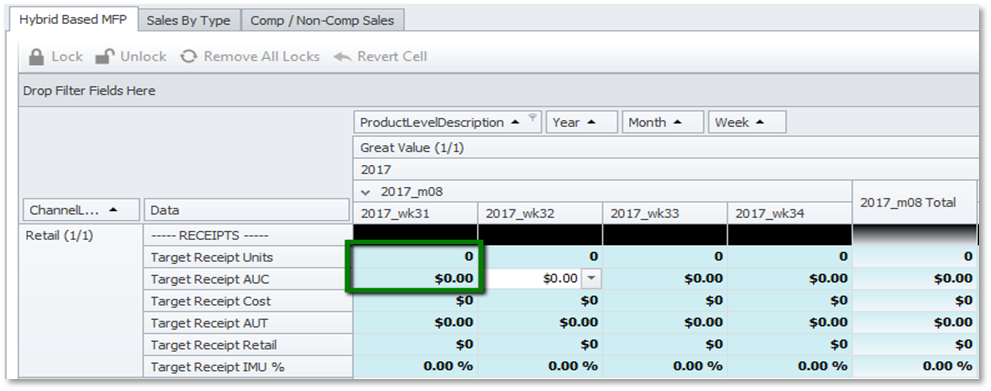 Hybrid Based MFP Sales By Type Comp / Non-Comp Sales
Lock Unlock Remove All Locks Revert Cell
Drop Filter Fields Here
ProductLevelDescription Year Month Week
Great Value (1/1)
2017
2017_m08
ChannelL... Data 2017_wk31 2017_wk32 2017_wk33 2017_wk34 2017_m08 Total
Retail (1/1) ----- RECEIPTS -----
Target Receipt Units 0 0 0 0 0
Target Receipt AUC $0.00 $0.00 $0.00 $0.00 $0.00
Target Receipt Cost $0 $0 $0 $0 $0
Target Receipt AUT $0.00 $0.00 $0.00 $0.00 $0.00
Target Receipt Retail $0 $0 $0 $0 $0
Target Receipt IMU % 0.00 % 0.00 % 0.00 % 0.00 % 0.00 %